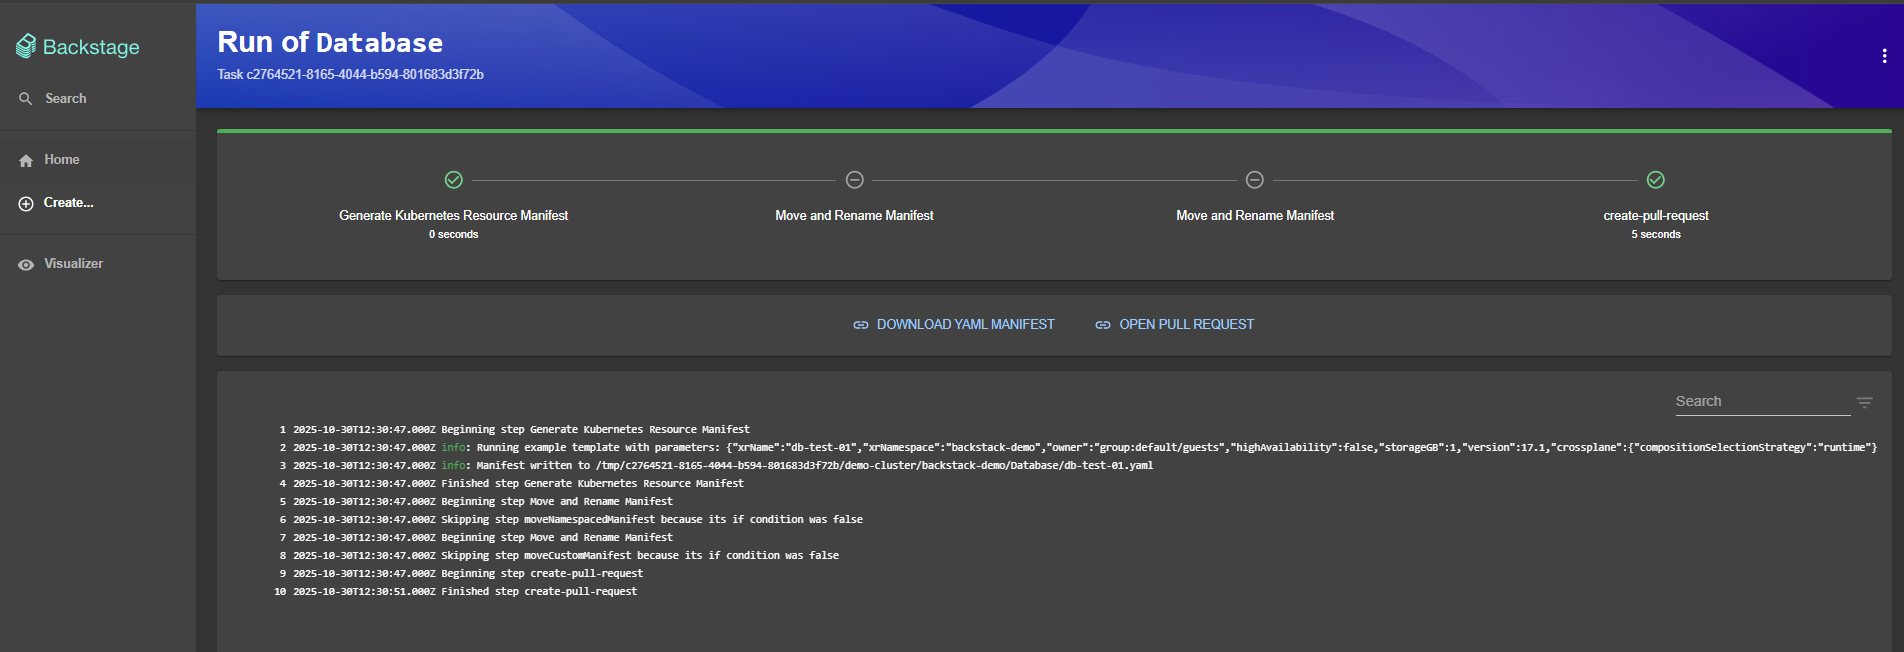 Backstage
Search
Home
Create...
Visualizer
Run of Database
Task c2764521-8165-4044-b594-801683d3f72b
Generate Kubernetes Resource Manifest
0 seconds
Move and Rename Manifest
Move and Rename Manifest
create-pull-request
5 seconds
DOWNLOAD YAML MANIFEST
OPEN PULL REQUEST
Search
1 2025-10-30T12:30:47.000Z Beginning step Generate Kubernetes Resource Manifest
2 2025-10-30T12:30:47.000Z info: Running example template with parameters: {"xrName":"db-test-01","xrNamespace":"backstack-demo","owner":"group:default/guests","highAvailability":false,"storageGB":1,"version":17.1,"crossplane":{"compositionSelectionStrategy":"runtime"}
3 2025-10-30T12:30:47.000Z info: Manifest written to /tmp/c2764521-8165-4044-b594-801683d3f72b/demo-cluster/backstack-demo/Database/db-test-01.yaml
4 2025-10-30T12:30:47.000Z Finished step Generate Kubernetes Resource Manifest
5 2025-10-30T12:30:47.000Z Beginning step Move and Rename Manifest
6 2025-10-30T12:30:47.000Z Skipping step moveNamespacedManifest because its if condition was false
7 2025-10-30T12:30:47.000Z Beginning step Move and Rename Manifest
8 2025-10-30T12:30:47.000Z Skipping step moveCustomManifest because its if condition was false
9 2025-10-30T12:30:47.000Z Beginning step create-pull-request
10 2025-10-30T12:30:51.000Z Finished step create-pull-request